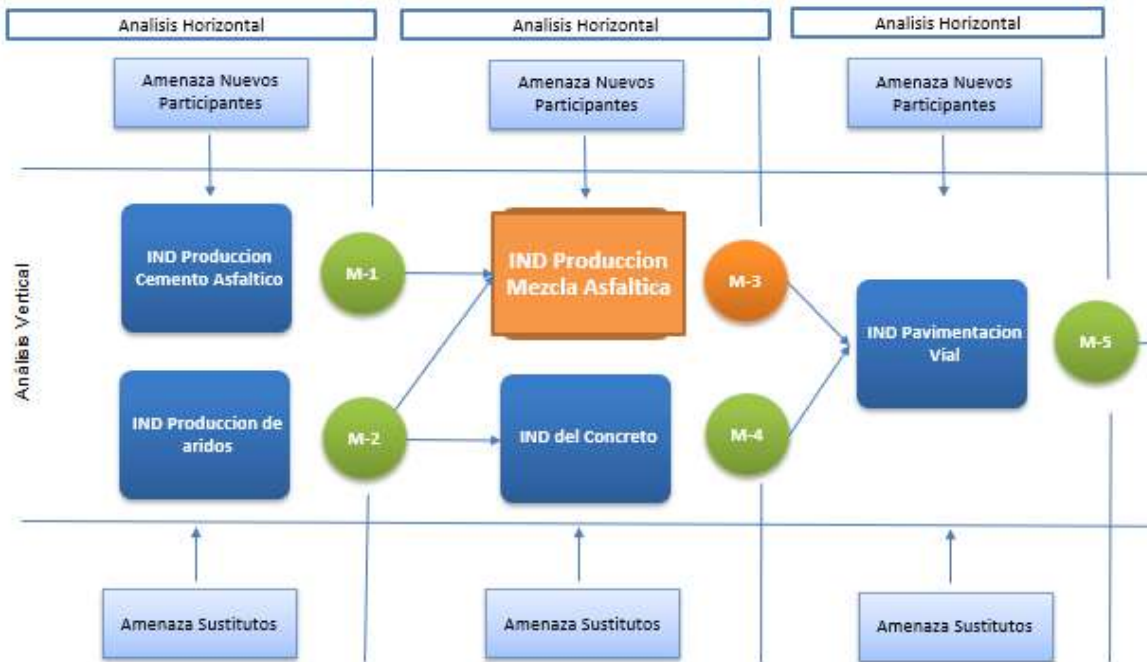 Analisis Horizontal
Analisis Horizontal
Analisis Horizontal
Amenaza Nuevos
Participantes
Amenaza Nuevos
Participantes
Amenaza Nuevos
Participantes
Análisis Vertical
IND Produccion
Cemento Asfaltico
M-1
IND Produccion
Mezcla Asfaltica
M-3
IND Pavimentacion
Vial
M-5
IND Produccion de
aridos
M-2
IND del Concreto
M-4
Amenaza Sustitutos
Amenaza Sustitutos
Amenaza Sustitutos